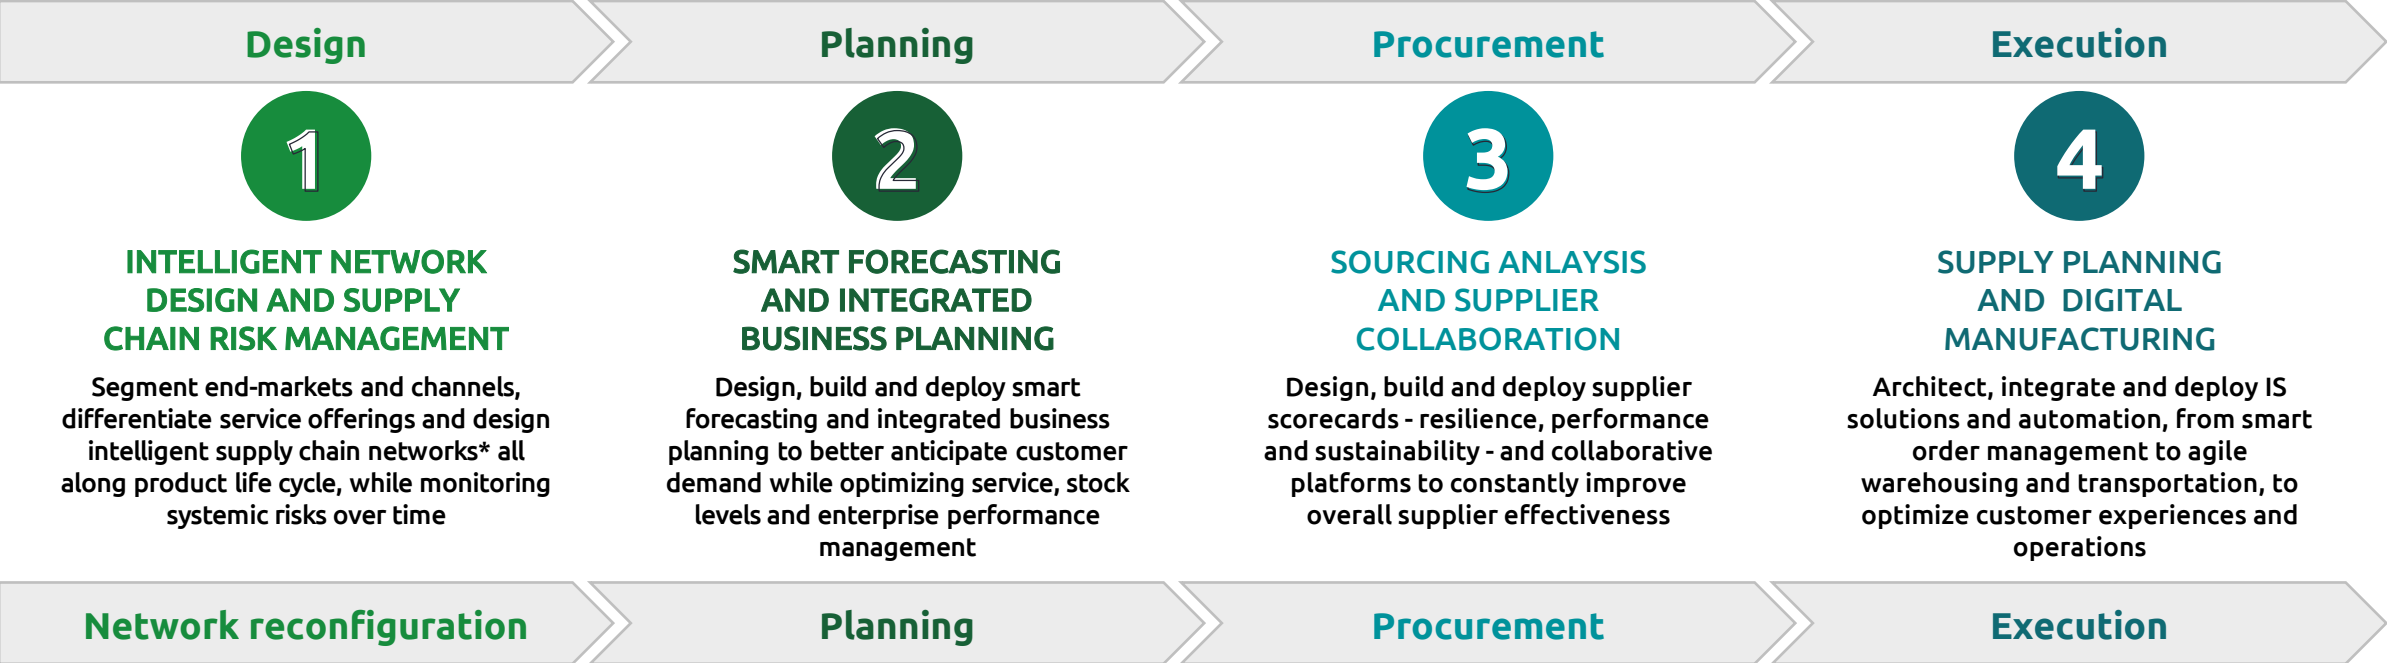 Design
Planning
Procurement
Execution
1
2
3
4
INTELLIGENT NETWORK
DESIGN AND SUPPLY
CHAIN RISK MANAGEMENT
Segment end-markets and channels,
differentiate service offerings and design
intelligent supply chain networks* all
along product life cycle, while monitoring
systemic risks over time
SMART FORECASTING
AND INTEGRATED
BUSINESS PLANNING
Design, build and deploy smart
forecasting and integrated business
planning to better anticipate customer
demand while optimizing service, stock
levels and enterprise performance
management
SOURCING ANLAYSIS
AND SUPPLIER
COLLABORATION
Design, build and deploy supplier
scorecards - resilience, performance
and sustainability - and collaborative
platforms to constantly improve
overall supplier effectiveness
SUPPLY PLANNING
AND DIGITAL
MANUFACTURING
Architect, integrate and deploy IS
solutions and automation, from smart
order management to agile
warehousing and transportation, to
optimize customer experiences and
operations
Network reconfiguration
Planning
Procurement
Execution